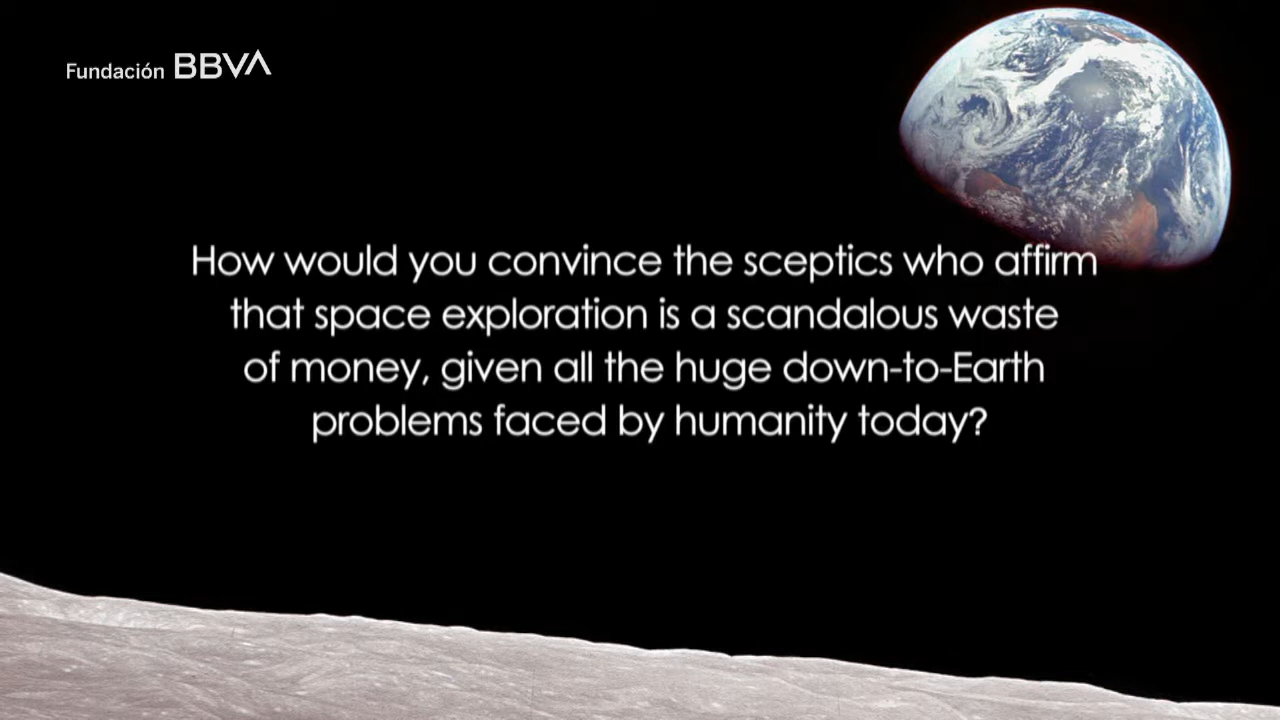 Fundación BBVA
How would you convince the sceptics who affirm
that space exploration is a scandalous waste
of money, given all the huge down-to-Earth
problems faced by humanity today?